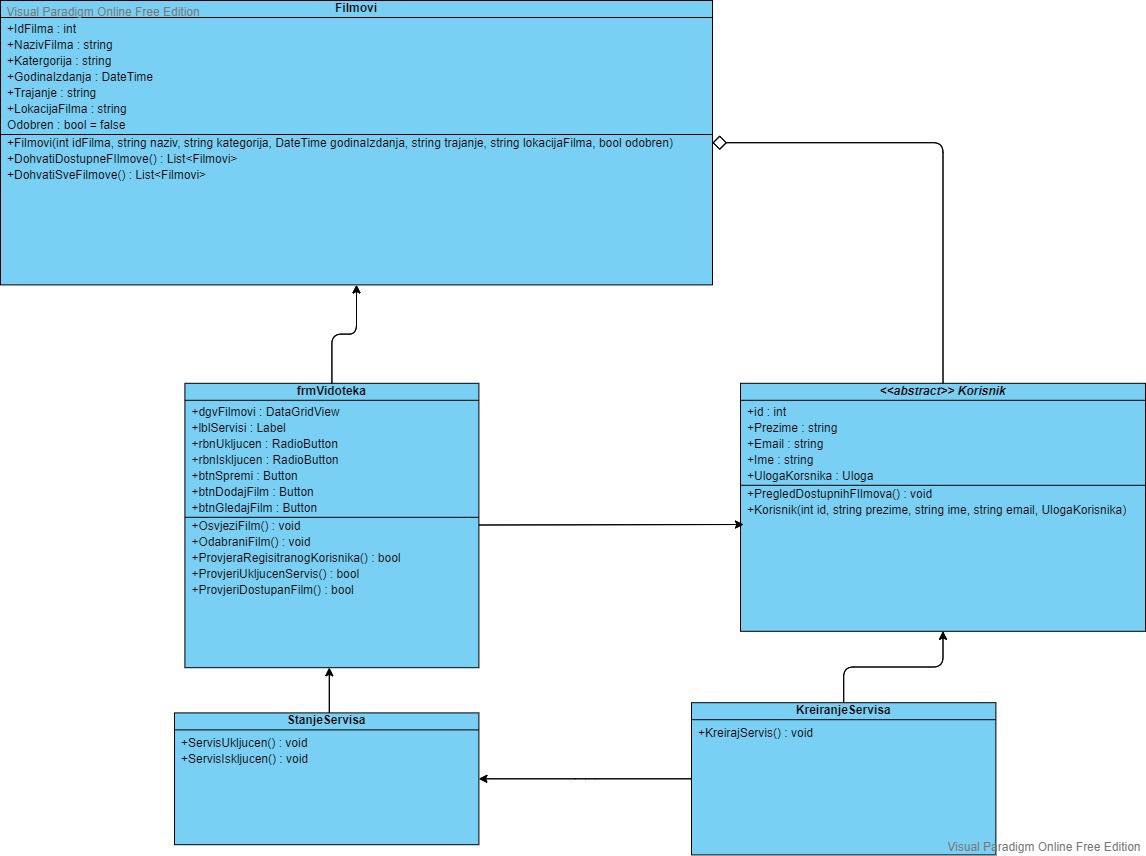 Visual Paradigm Online Free Edition
Filmovi
+IdFilma : int
+NazivFilma : string
+Katergorija : string
+GodinaIzdanja : DateTime
+Trajanje : string
+LokacijaFilma : string
Odobren : bool = false
+Filmovi(int idFilma, string naziv, string kategorija, DateTime godinaIzdanja, string trajanje, string lokacijaFilma, bool odobren)
+DohvatiDostupneFIlmove() : List<Filmovi>
+DohvatiSveFilmove() : List<Filmovi>
frmVidoteka
+dgvFilmovi : DataGridView
+lblServisi : Label
+rbnUkljucen : RadioButton
+rbnIskljucen : RadioButton
+btnSpremi : Button
+btnDodajFilm : Button
+btnGledajFilm : Button
+OsvjeziFilm() : void
+OdabraniFilm() : void
+ProvjeraRegisitranogKorisnika() : bool
+ProvjeriUkljucenServis() : bool
+ProvjeriDostupanFilm() : bool
<<abstract>> Korisnik
+id : int
+Prezime : string
+Email : string
+Ime : string
+UlogaKorsnika : Uloga
+PregledDostupnihFIlmova() : void
+Korisnik(int id, string prezime, string ime, string email, UlogaKorisnika)
StanjeServisa
+ServisUkljucen() : void
+ServisIskljucen() : void
KreiranjeServisa
+KreirajServis() : void
Visual Paradigm Online Free Edition